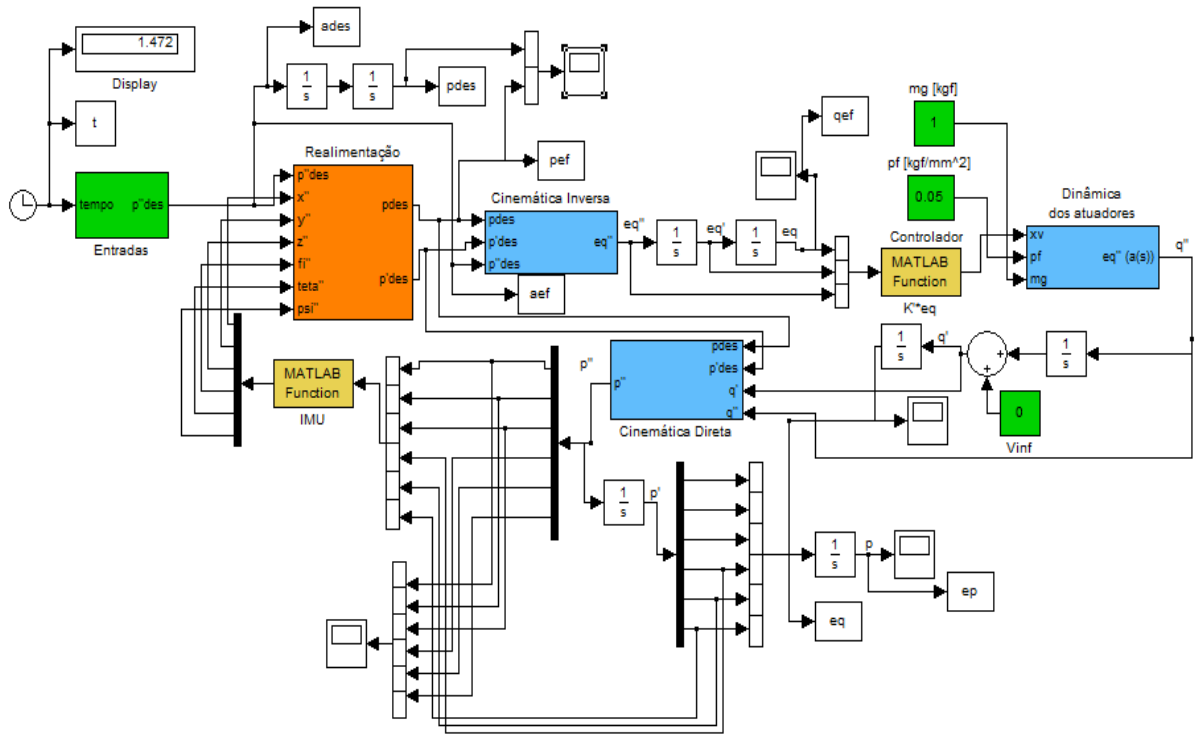 1.472
Display
t
tempo
p''des
Entradas
ades
1
s
1
s
pdes
pef
Realimentação
p''des
x''
y''
z''
fi''
teta''
psi''
pdes
p'des
Cinemática Inversa
pdes
p'des
p''des
eq''
aef
eq''
1
s
eq'
1
s
eq
qef
mg [kgf]
1
pf [kgf/mm^2]
0.05
Controlador
MATLAB
Function
K'*eq
Dinâmica
dos atuadores
xv
pf
mg
eq'' (a(s))
q''
1
s
q'
+
+
1
s
0
Vinf
pdes
p'des
q'
q''
p''
Cinemática Direta
p''
MATLAB
Function
IMU
1
s
p'
1
s
p
ep
eq